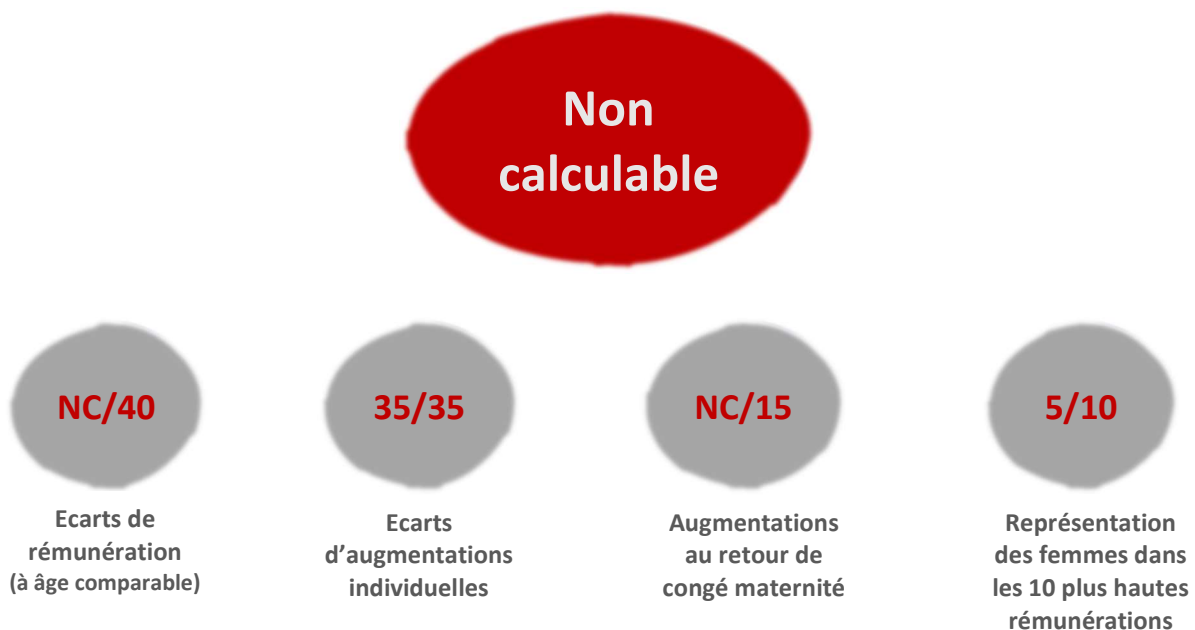 Non
calculable
NC/40
35/35
NC/15
5/10
Ecarts de
rémunération
(à âge comparable)
Ecarts
d’augmentations
individuelles
Augmentations
au retour de
congé maternité
Représentation
des femmes dans
les 10 plus hautes
rémunérations